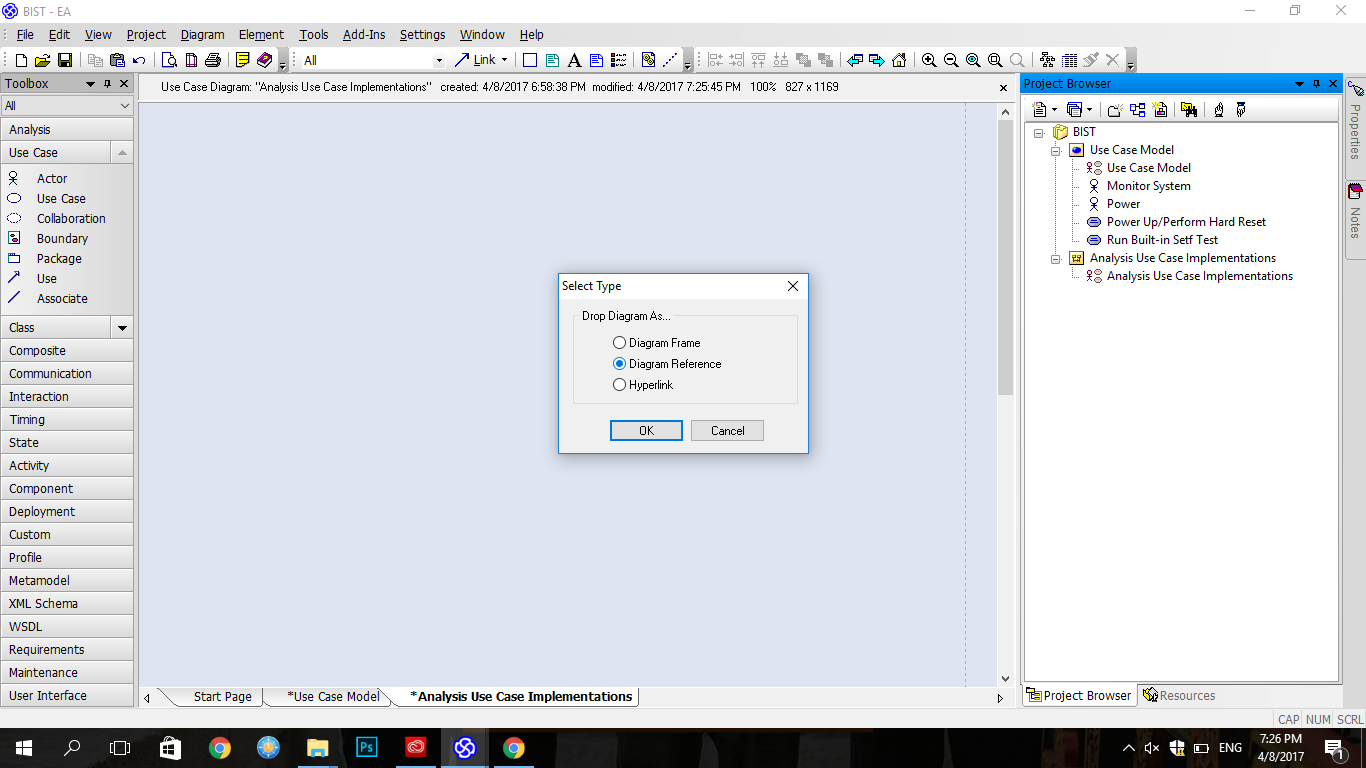 BIST - EA
File Edit View Project Diagram Element Tools Add-Ins Settings Window Help
All
Link
Toolbox
All
Analysis
Use Case
Actor
Use Case
Collaboration
Boundary
Package
Use
Associate
Class
Composite
Communication
Interaction
Timing
State
Activity
Component
Deployment
Custom
Profile
Metamodel
XML Schema
WSDL
Requirements
Maintenance
User Interface
Use Case Diagram: "Analysis Use Case Implementations" created: 4/8/2017 6:58:38 PM modified: 4/8/2017 7:25:45 PM 100% 827 x 1169
Select Type
Drop Diagram As...
Diagram Frame
Diagram Reference
Hyperlink
OK Cancel
Start Page *Use Case Model *Analysis Use Case Implementations
Project Browser
BIST
Use Case Model
Use Case Model
Monitor System
Power
Power Up/Perform Hard Reset
Run Built-in Setf Test
Analysis Use Case Implementations
Analysis Use Case Implementations
Project Browser Resources
Properties
Notes
CAP NUM SCRL
Ps
ENG
7:26 PM
4/8/2017
1